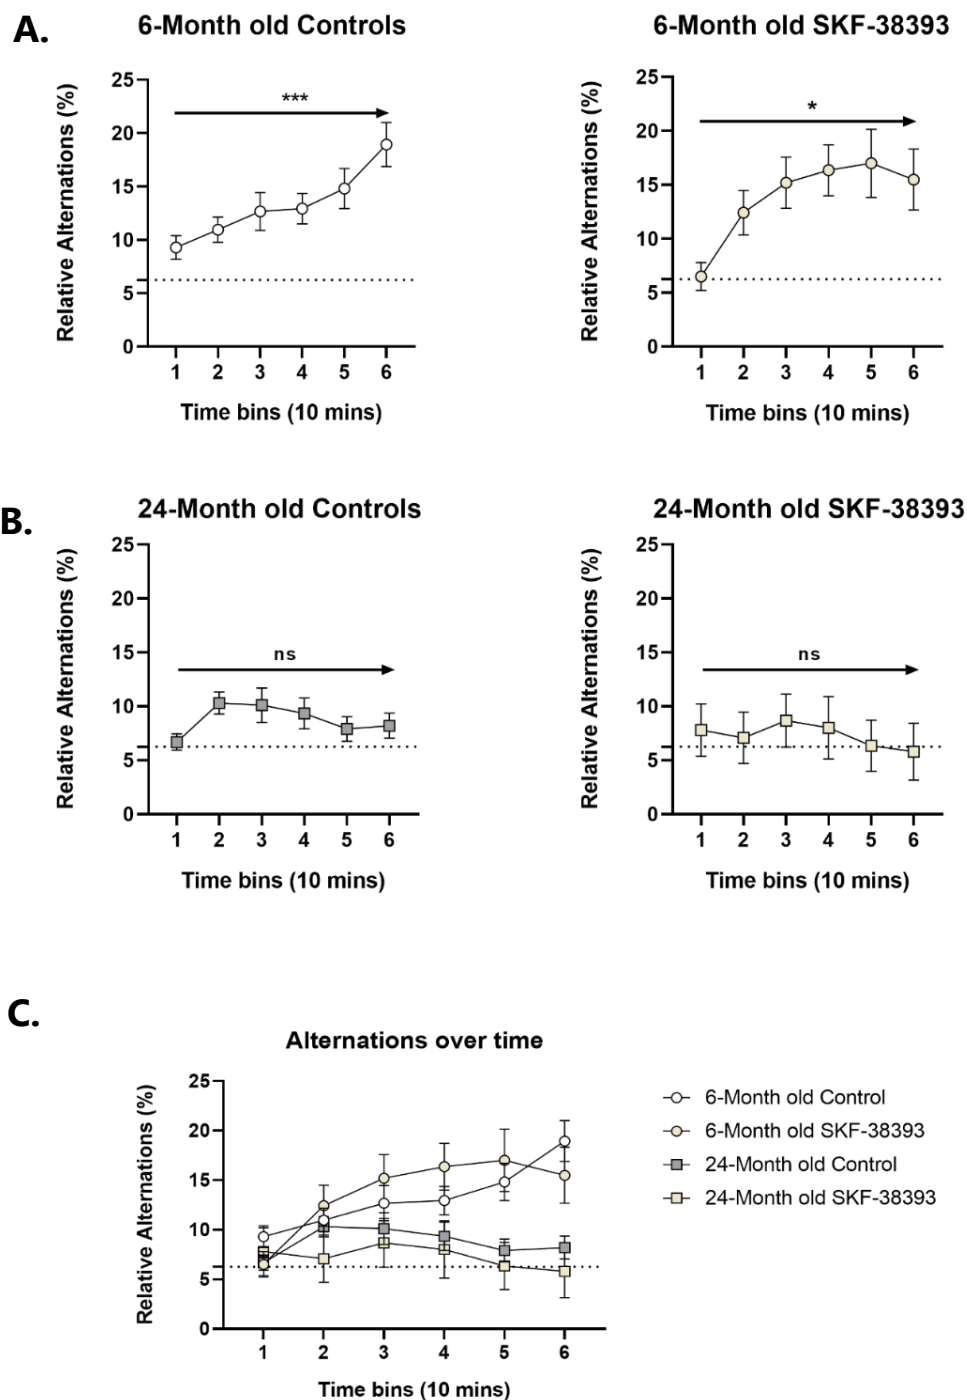 A.
6-Month old Controls
6-Month old SKF-38393
Relative Alternations (%)
25
20
15
10
5
0
***
1 2 3 4 5 6
Time bins (10 mins)
Relative Alternations (%)
25
20
15
10
5
0
*
1 2 3 4 5 6
Time bins (10 mins)
B.
24-Month old Controls
24-Month old SKF-38393
Relative Alternations (%)
25
20
15
10
5
0
ns
1 2 3 4 5 6
Time bins (10 mins)
Relative Alternations (%)
25
20
15
10
5
0
ns
1 2 3 4 5 6
Time bins (10 mins)
C.
Alternations over time
Relative Alternations (%)
25
20
15
10
5
0
1 2 3 4 5 6
Time bins (10 mins)
6-Month old Control
6-Month old SKF-38393
24-Month old Control
24-Month old SKF-38393